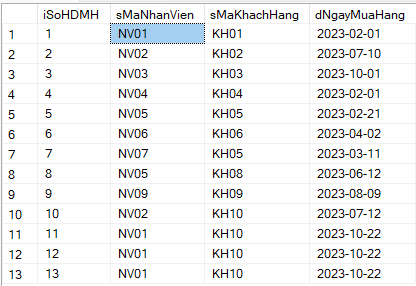 iSoHDMH sMaNhanVien sMaKhachHang dNgayMuaHang
1 1 NV01 KH01 2023-02-01
2 2 NV02 KH02 2023-07-10
3 3 NV03 KH03 2023-10-01
4 4 NV04 KH04 2023-02-01
5 5 NV05 KH05 2023-02-21
6 6 NV06 KH06 2023-04-02
7 7 NV07 KH05 2023-03-11
8 8 NV05 KH08 2023-06-12
9 9 NV09 KH09 2023-08-09
10 10 NV02 KH10 2023-07-12
11 11 NV01 KH10 2023-10-22
12 12 NV01 KH10 2023-10-22
13 13 NV01 KH10 2023-10-22